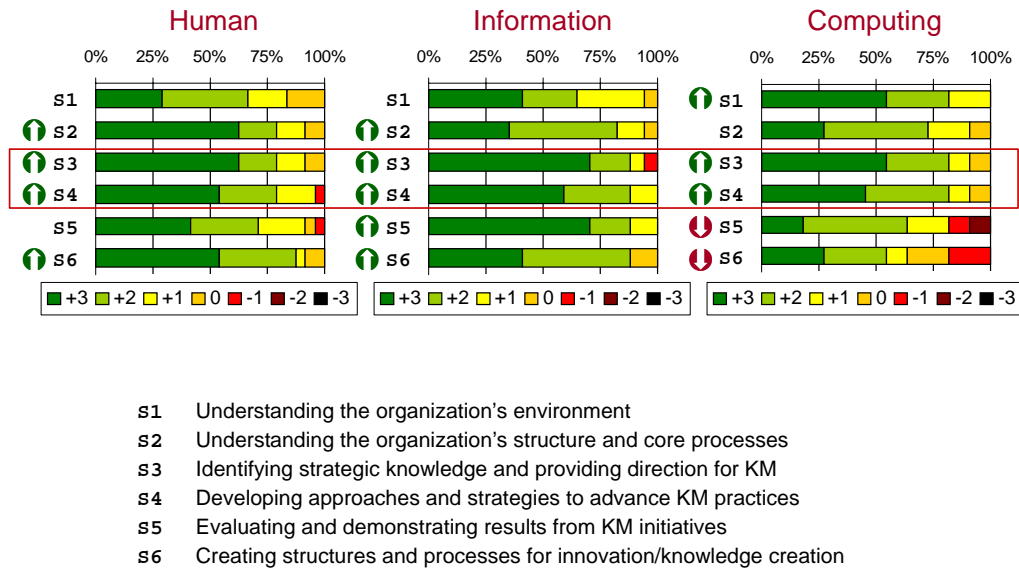 Human Information Computing
0% 25% 50% 75% 100% 0% 25% 50% 75% 100% 0% 25% 50% 75% 100%
S1 S1 S1
S2 S2 S2
S3 S3 S3
S4 S4 S4
S5 S5 S5
S6 S6 S6
+3 +2 +1 0 -1 -2 -3 +3 +2 +1 0 -1 -2 -3 +3 +2 +1 0 -1 -2 -3
S1 Understanding the organization’s environment
S2 Understanding the organization’s structure and core processes
S3 Identifying strategic knowledge and providing direction for KM
S4 Developing approaches and strategies to advance KM practices
S5 Evaluating and demonstrating results from KM initiatives
S6 Creating structures and processes for innovation/knowledge creation